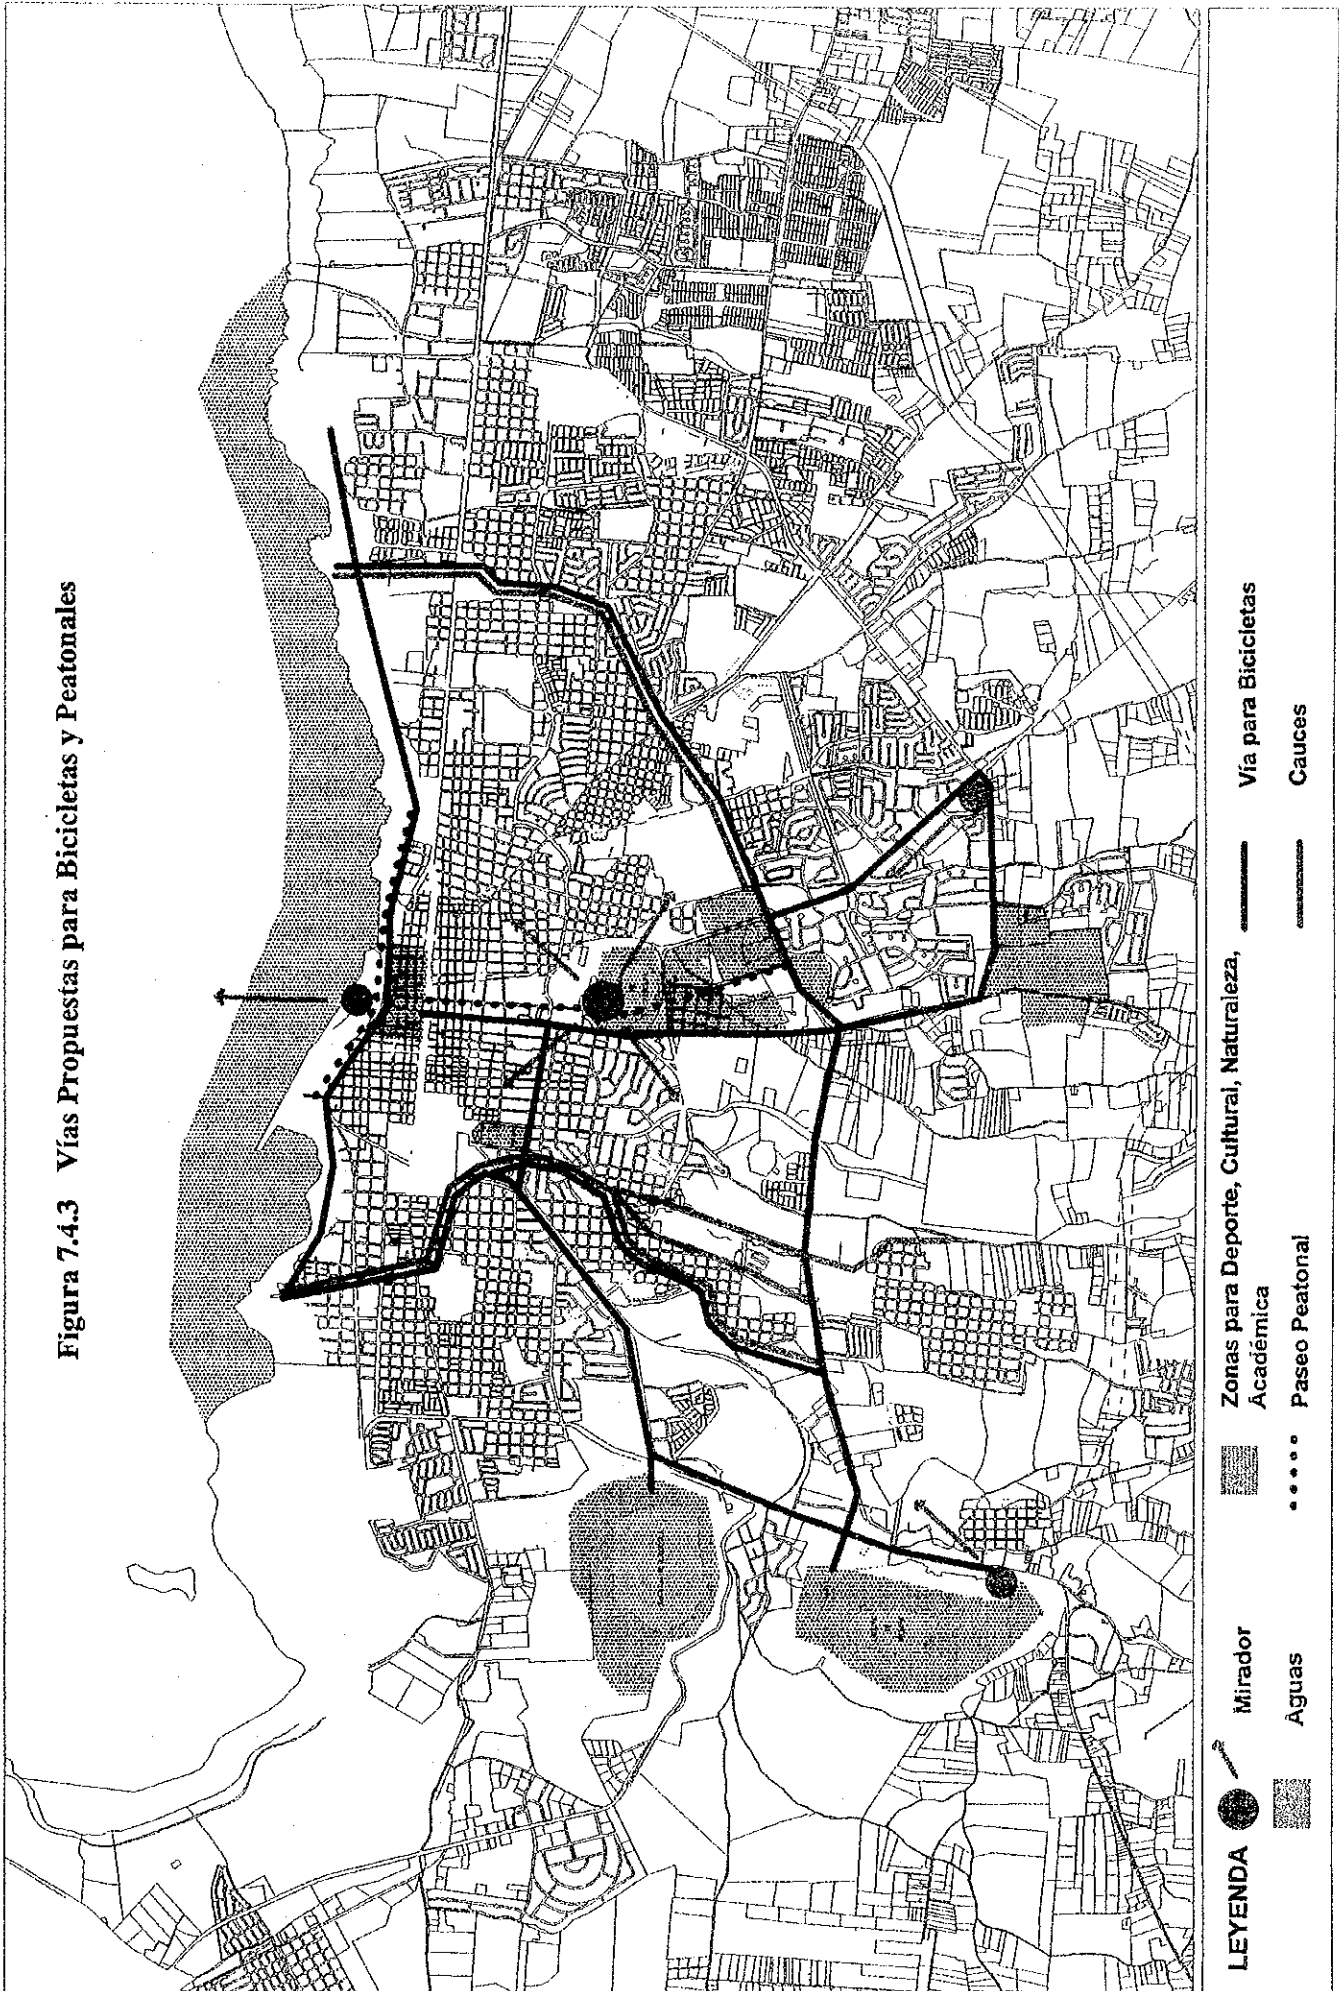 Figura 7.4.3 Vías Propuestas para Bicicletas y Peatonales
LEYENDA
Mirador
Zonas para Deporte, Cultural, Naturaleza,
Académica
Vía para Bicicletas
Aguas
Paseo Peatonal
Cauces